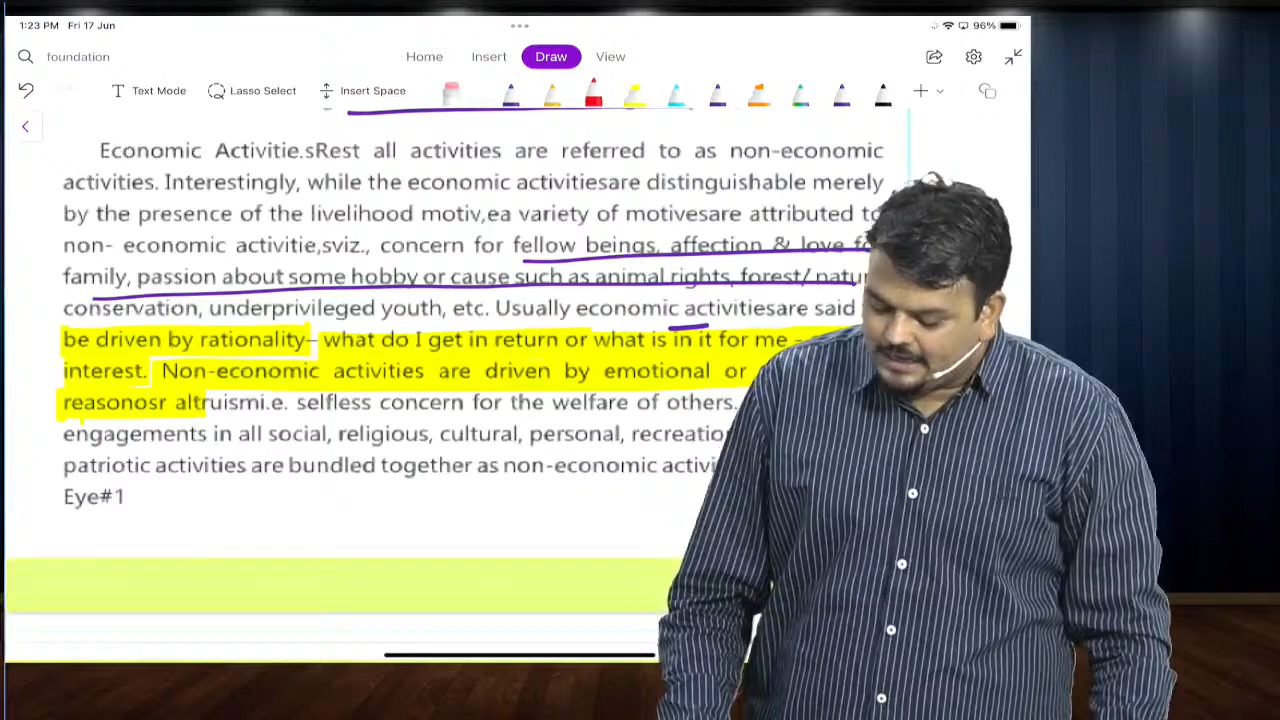 1:23 PM Fri 17 Jun
96%
foundation
Home Insert Draw View
Text Mode Lasso Select Insert Space
Economic Activitie.sRest all activities are referred to as non-economic
activities. Interestingly, while the economic activitiesare distinguishable merely
by the presence of the livelihood motiv,ea variety of motivesare attributed to
non- economic activitie,sviz., concern for fellow beings, affection & love
family, passion about some hobby or cause such as animal rights, forest/
conservation, underprivileged youth, etc. Usually economic activitiesare said
be driven by rationality– what do I get in return or what is in it for me -
interest. Non-economic activities are driven by emotional or
reasonosr altruismi.e. selfless concern for the welfare of others.
engagements in all social, religious, cultural, personal,
patriotic activities are bundled together as non-economic
Eye#1